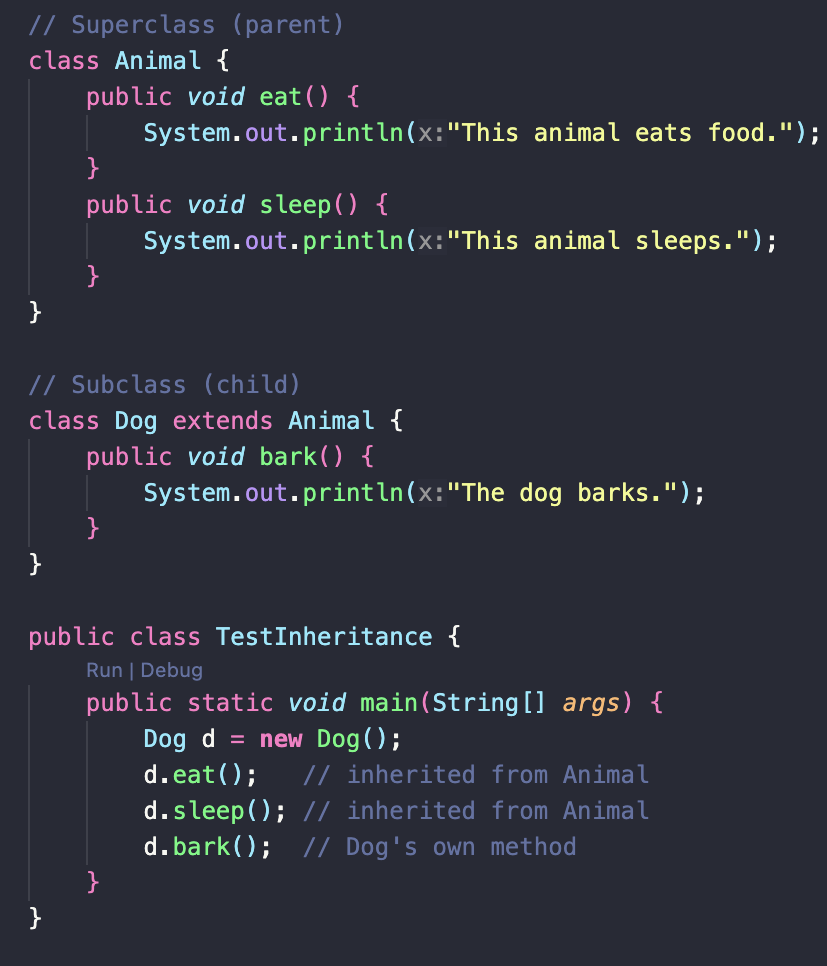 // Superclass (parent)
class Animal {
    public void eat() {
        System.out.println(x:"This animal eats food.");
    }
    public void sleep() {
        System.out.println(x:"This animal sleeps.");
    }
}

// Subclass (child)
class Dog extends Animal {
    public void bark() {
        System.out.println(x:"The dog barks.");
    }
}

public class TestInheritance {
    Run | Debug
    public static void main(String[] args) {
        Dog d = new Dog();
        d.eat();   // inherited from Animal
        d.sleep(); // inherited from Animal
        d.bark();  // Dog's own method
    }
}